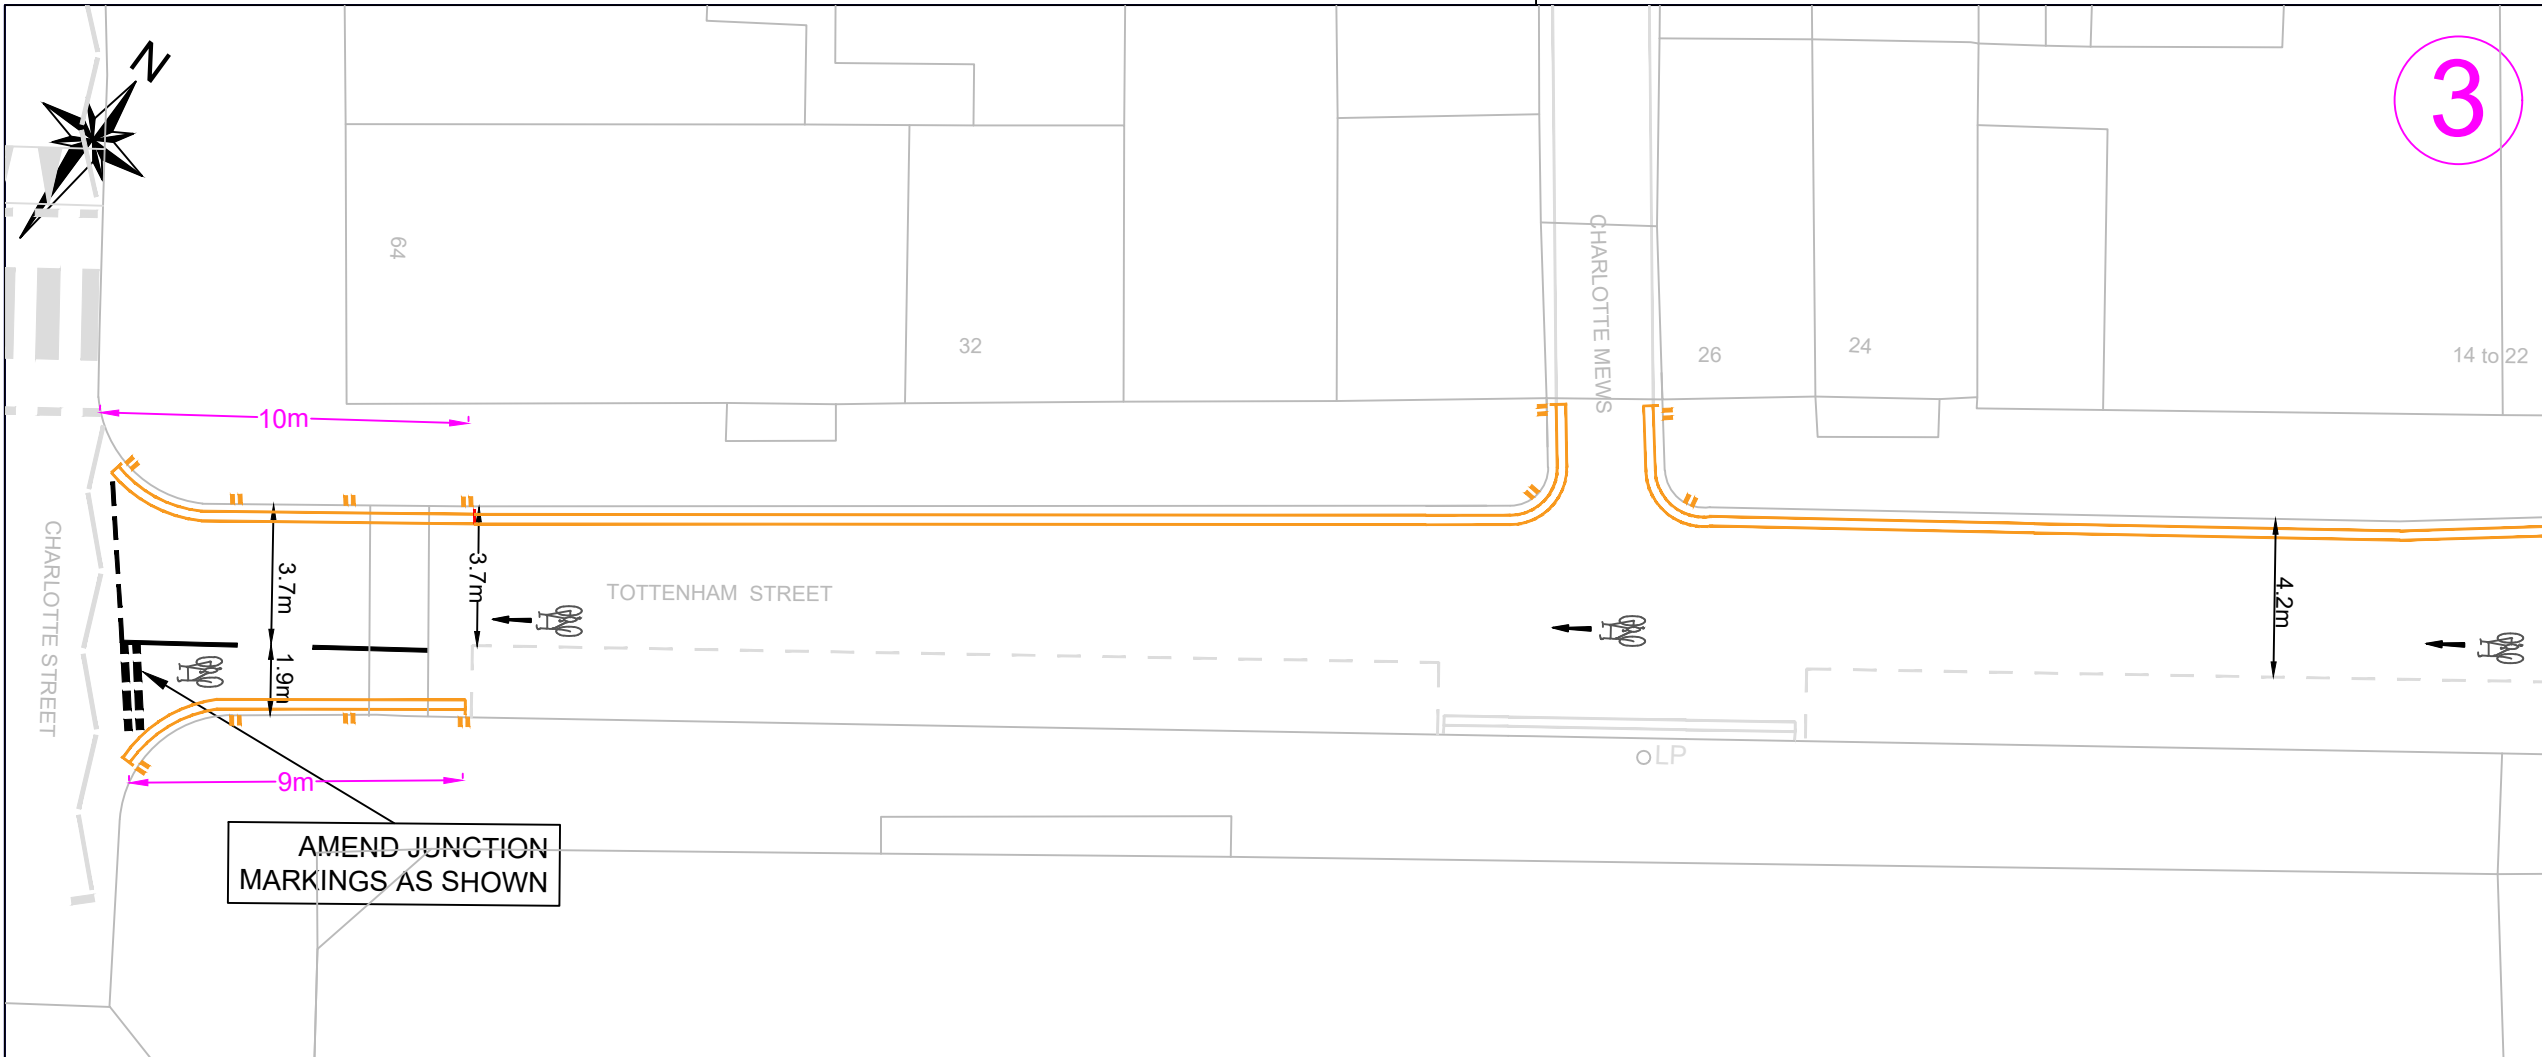 N
3
64
32
CHARLOTTE MEWS
26
24
14 to 22
10m
CHARLOTTE STREET
3.7m
3.7m
TOTTENHAM STREET
4.2m
1.9m
LP
9m
AMEND JUNCTION
MARKINGS AS SHOWN